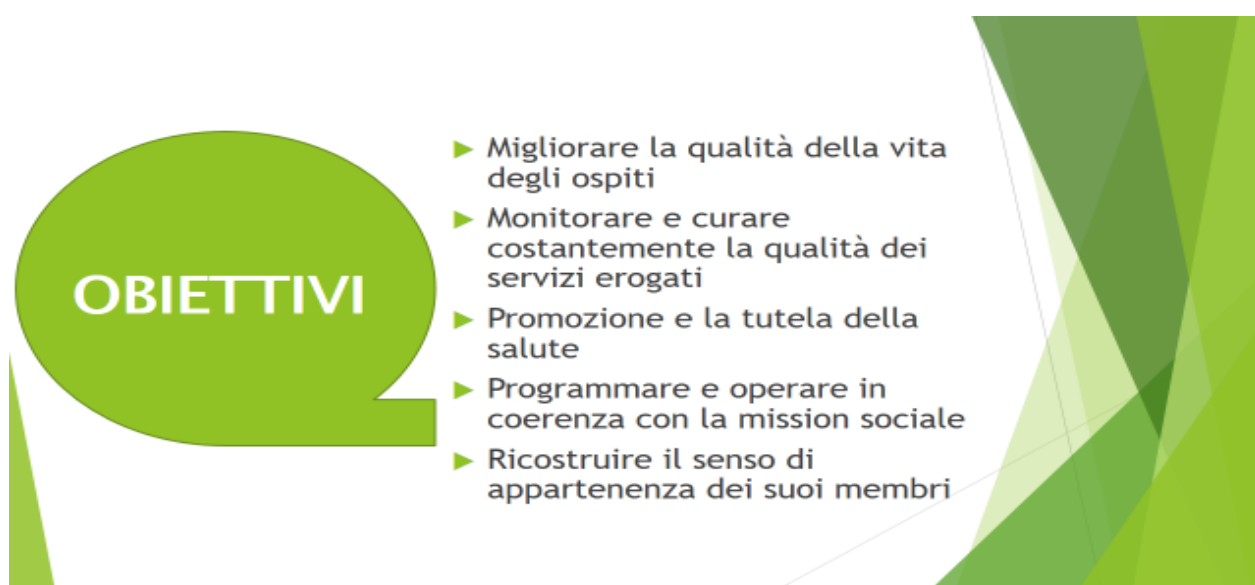 OBIETTIVI
Migliorare la qualità della vita
degli ospiti
Monitorare e curare
costantemente la qualità dei
servizi erogati
Promozione e la tutela della
salute
Programmare e operare in
coerenza con la mission sociale
Ricostruire il senso di
appartenenza dei suoi membri